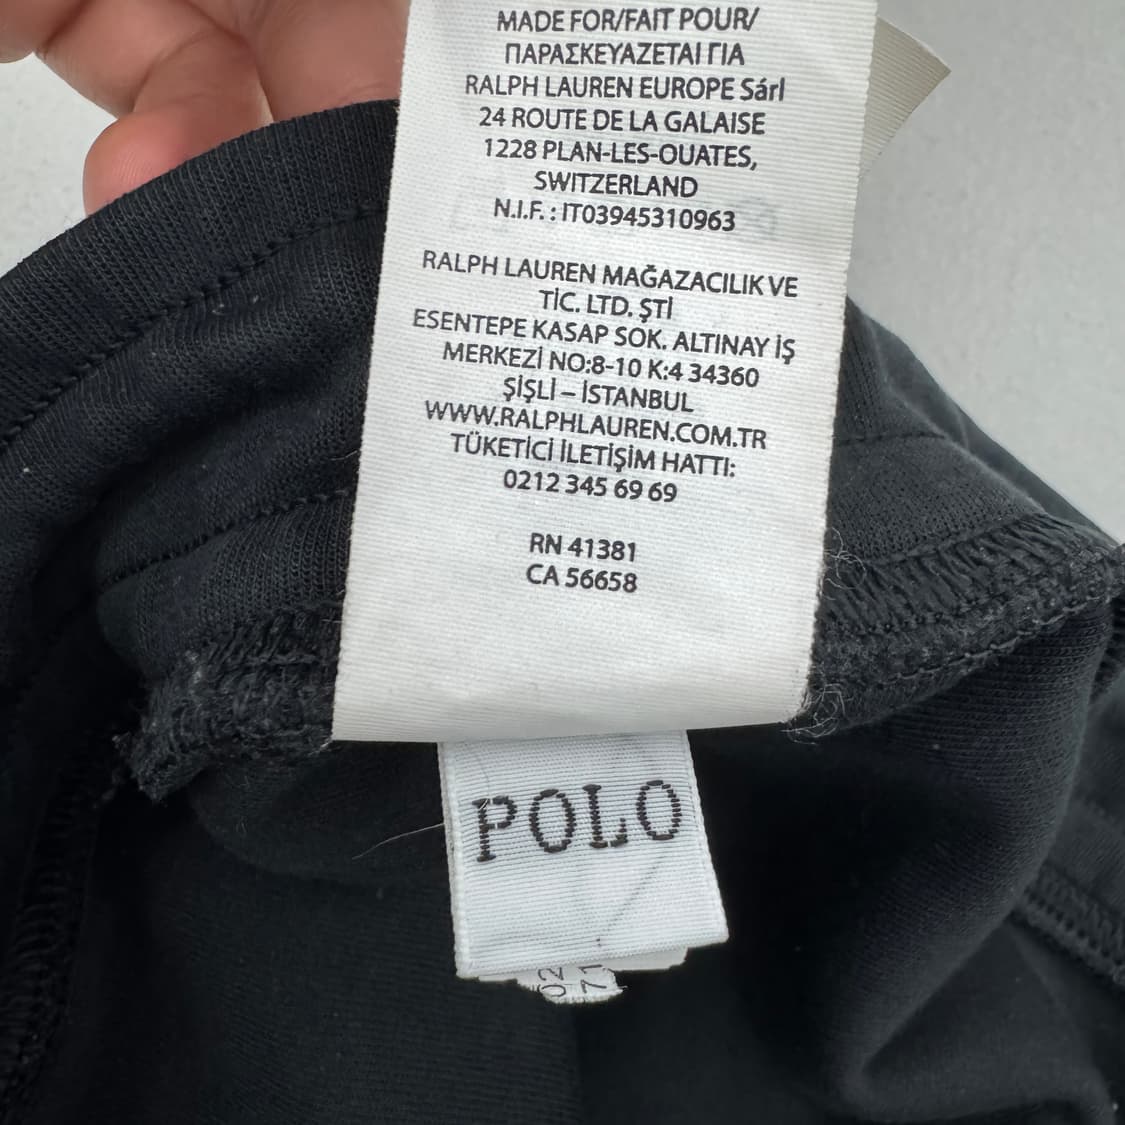 MADE FOR/FAIT POUR/
ΠΑΡΑΣΚΕΥΑΖΕΤΑΙ ΓΙΑ
RALPH LAUREN EUROPE Sárl
24 ROUTE DE LA GALAISE
1228 PLAN-LES-OUATES,
SWITZERLAND
N.I.F. : IT03945310963
RALPH LAUREN MAĞAZACILIK VE
TİC. LTD. ŞTİ
ESENTEPE KASAP SOK. ALTINAY İŞ
MERKEZİ NO:8-10 K:4 34360
ŞİŞLİ – İSTANBUL
WWW.RALPHLAUREN.COM.TR
TÜKETİCİ İLETİŞİM HATTI:
0212 345 69 69
RN 41381
CA 56658
POLO